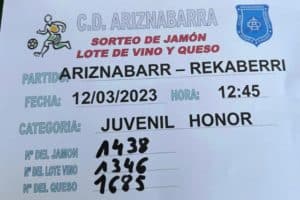 C.D. ARIZNABARRA
SORTEO DE JAMÓN
LOTE DE VINO Y QUESO
PARTIDO: ARIZNABARR – REKABERRI
FECHA: 12/03/2023 HORA: 12:45
CATEGORIA: JUVENIL HONOR
Nº DEL JAMON 1438
Nº DEL LOTE VINO 1346
Nº DEL QUESO 1685